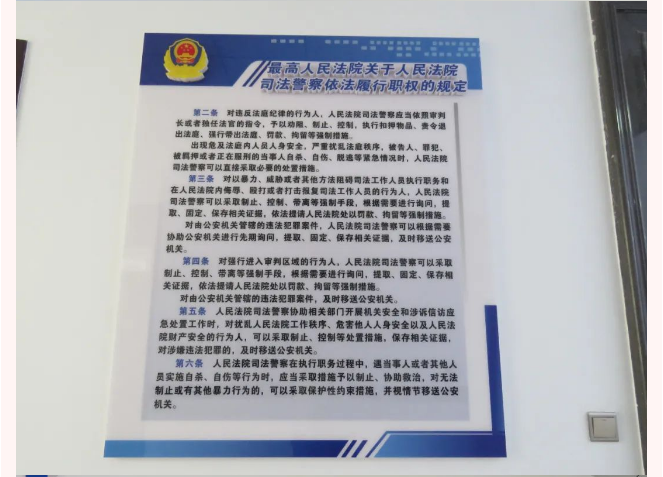 最高人民法院关于人民法院
司法警察依法履行职权的规定
第二条　对违反法庭纪律的行为人，人民法院司法警察应当依照审判
长或者独任法官的指令，予以劝阻、制止、控制，执行扣押物品、责令退
出法庭、强行带出法庭、罚款、拘留等强制措施。
出现危及法庭内人员人身安全，严重扰乱法庭秩序，被告人、罪犯、
被羁押或者正在服刑的当事人自杀、自伤、脱逃等紧急情况时，人民法院
司法警察可以直接采取必要的处置措施。
第三条　对以暴力、威胁或者其他方法阻碍司法工作人员执行职务和
在人民法院内侮辱、殴打或者打击报复司法工作人员的行为人，人民法院
司法警察可以采取制止、控制、带离等强制手段，根据需要进行询问，提
取、固定、保存相关证据，依法提请人民法院处以罚款、拘留等强制措施。
对由公安机关管辖的违法犯罪案件，人民法院司法警察可以根据需要
协助公安机关进行先期询问，提取、固定、保存相关证据，及时移送公安
机关。
第四条　对强行进入审判区域的行为人，人民法院司法警察可以采取
制止、控制、带离等强制手段，根据需要进行询问，提取、固定、保存相
关证据，依法提请人民法院处以罚款、拘留等强制措施。
对由公安机关管辖的违法犯罪案件，及时移送公安机关。
第五条　人民法院司法警察协助相关部门开展机关安全和涉诉信访应
急处置工作时，对扰乱人民法院工作秩序、危害他人人身安全以及人民法
院财产安全的行为人，可以采取制止、控制等处置措施，保存相关证据，
对涉嫌违法犯罪的，及时移送公安机关。
第六条　人民法院司法警察在执行职务过程中，遇当事人或者其他人
员实施自杀、自伤等行为时，应当采取措施予以制止、协助救治，对无法
制止或有其他暴力行为的，可以采取保护性约束措施，并视情节移送公安
机关。